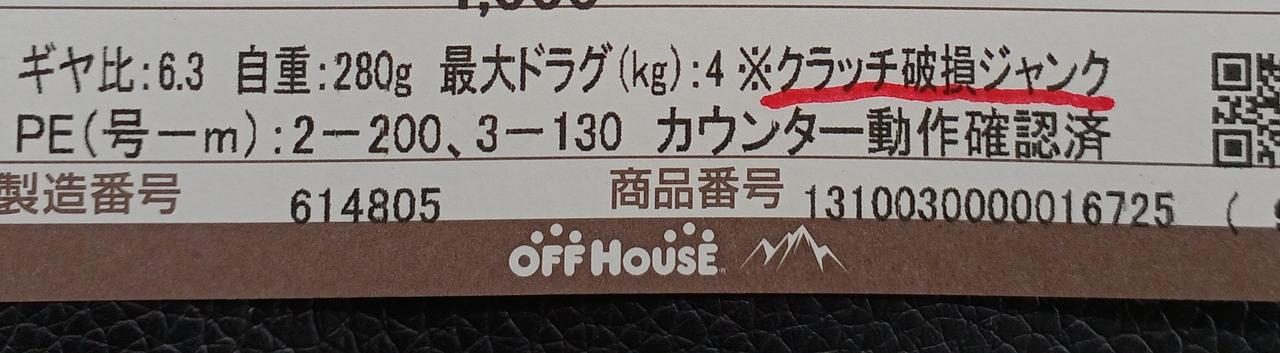 ギヤ比:6.3 自重:280g 最大ドラグ(kg):4 ※クラッチ破損ジャンク
PE(号ーm):2ー200、3ー130 カウンター動作確認済
製造番号 614805 商品番号 1310030000016725 (
OFF HOUSE